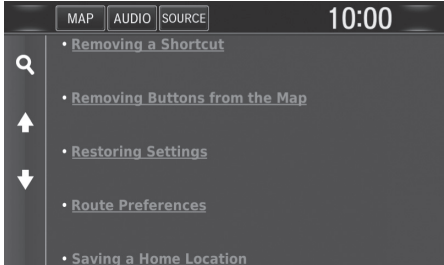 MAP AUDIO SOURCE 10:00
• Removing a Shortcut
• Removing Buttons from the Map
• Restoring Settings
• Route Preferences
• Saving a Home Location